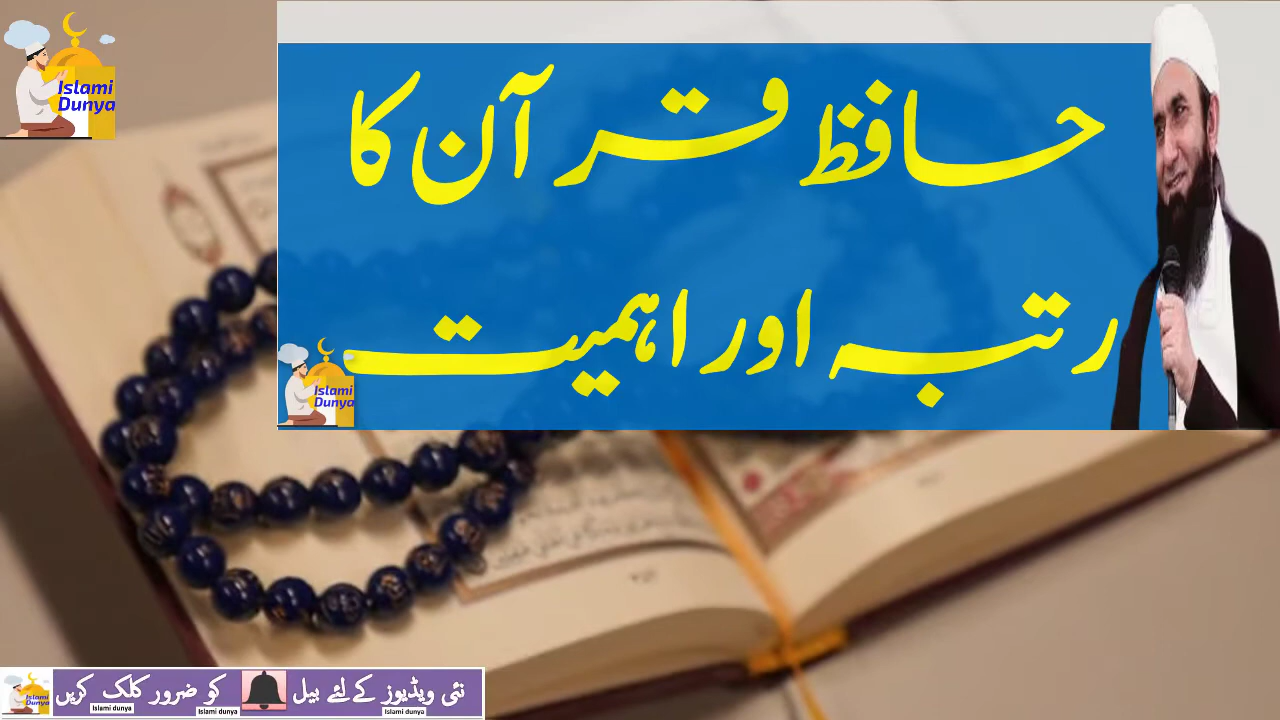 Islami
Dunya
حافظ قرآن کا
رتبہ اور اہمیت
Islami
Dunya
نئی ویڈیوز کے لئے بیل کو ضرور کلک کریں
Islami dunya
Islami dunya
Islami dunya
Islami
Dunya